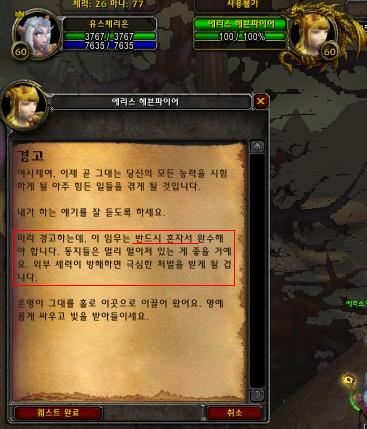 체력: 26 마나: 77
사용불가
유스체리온
3767 / 3767
7635 / 7635
60
에리스 헤븐파이어
100 / 100%
60
에리스 헤븐파이어
경고
여사제여, 이제 곧 그대는 당신의 모든 능력을 시험
하게 될 아주 힘든 일들을 겪게 될 것입니다.
내가 하는 얘기를 잘 듣도록 하세요.
미리 경고하는데, 이 임무는 반드시 혼자서 완수해
야 합니다. 동지들은 멀리 떨어져 있는 게 좋을 거예
요. 외부 세력이 방해하면 극심한 처벌을 받게 될 겁
니다.
운명이 그대를 홀로 이곳으로 이끌어 왔어요. 명예
롭게 싸우고 빛을 받아들이세요.
에리스
퀘스트 완료
취소